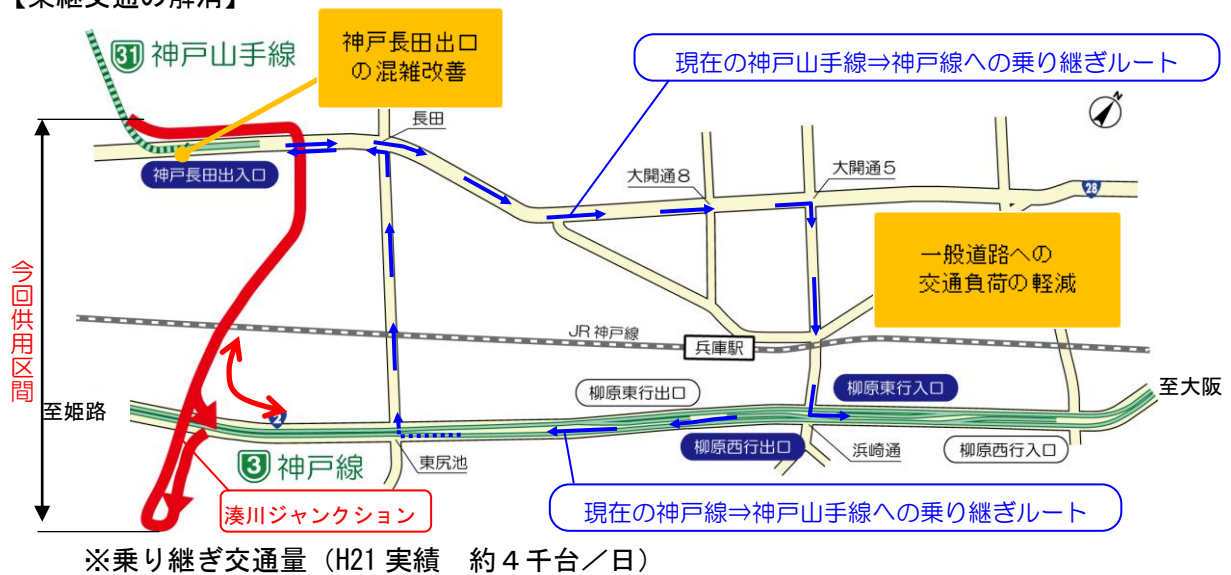 【乗継交通の解消】
31 神戸山手線
神戸長田出口
の混雑改善
現在の神戸山手線⇒神戸線への乗り継ぎルート
N
長田
神戸長田出入口
大開通8
大開通5
28
一般道路への
交通負荷の軽減
今回供用区間
JR神戸線
兵庫駅
至姫路
2
柳原東行出口
柳原東行入口
至大阪
3 神戸線
東尻池
柳原西行出口
浜崎通
柳原西行入口
湊川ジャンクション
現在の神戸線⇒神戸山手線への乗り継ぎルート
※乗り継ぎ交通量（H21 実績　約４千台／日）